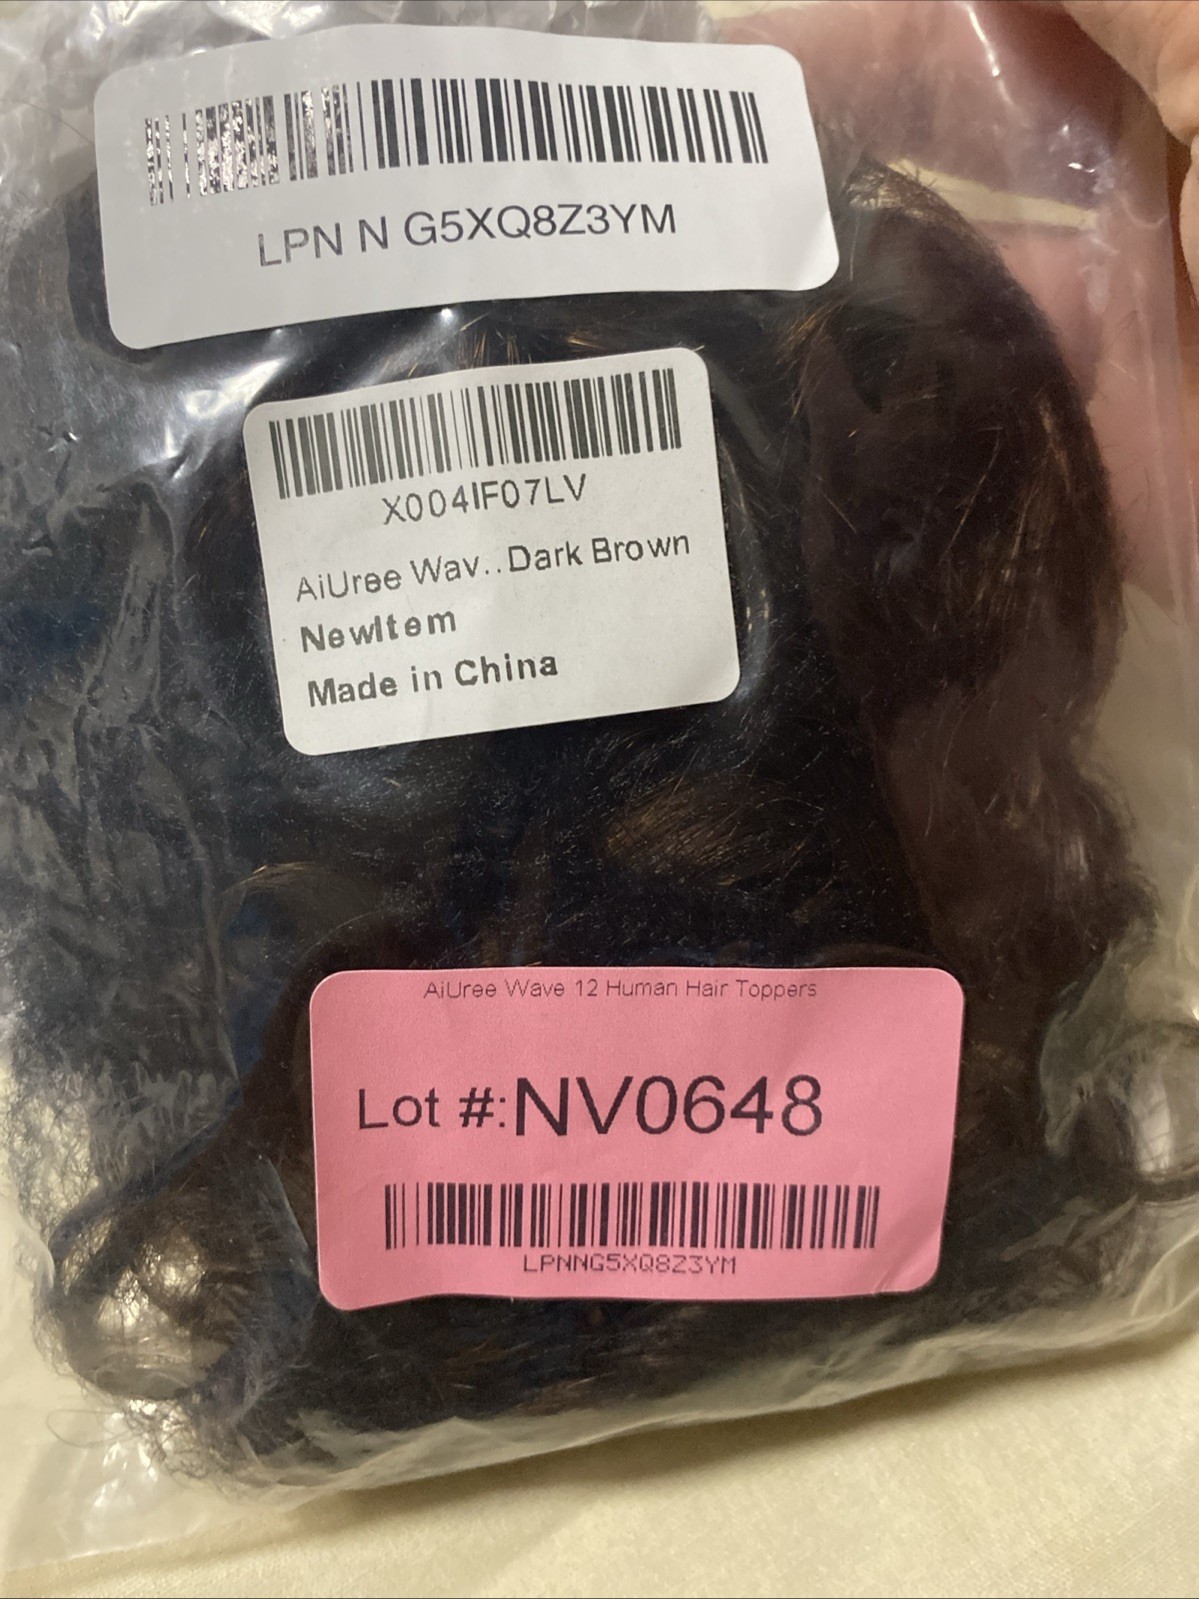 LPN N G5XQ8Z3YM
X004IF07LV
AiUree Wav..Dark Brown
NewItem
Made in China
AiUree Wave 12 Human Hair Toppers
Lot #:NV0648
LPNNG5XQ8Z3YM